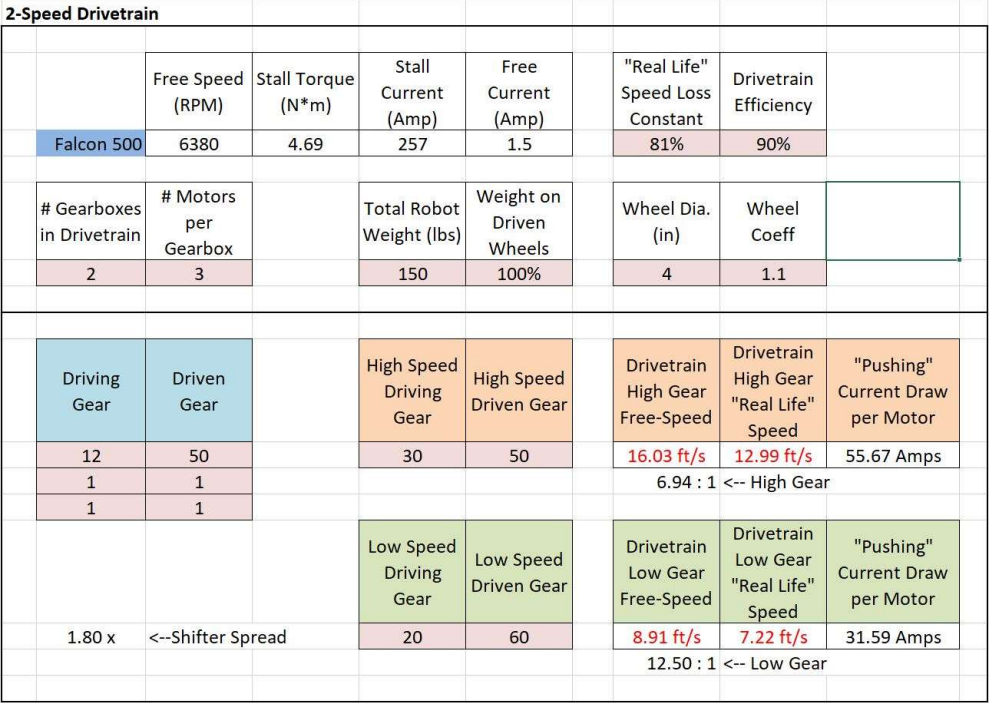 2-Speed Drivetrain
Free Speed (RPM) Stall Torque (N*m) Stall Current (Amp) Free Current (Amp) "Real Life" Speed Loss Constant Drivetrain Efficiency
Falcon 500 6380 4.69 257 1.5 81% 90%
# Gearboxes in Drivetrain # Motors per Gearbox Total Robot Weight (lbs) Weight on Driven Wheels Wheel Dia. (in) Wheel Coeff
2 3 150 100% 4 1.1
Driving Gear Driven Gear High Speed Driving Gear High Speed Driven Gear Drivetrain High Gear Free-Speed Drivetrain High Gear "Real Life" Speed "Pushing" Current Draw per Motor
12 50 30 50 16.03 ft/s 12.99 ft/s 55.67 Amps
1 1 6.94 : 1 <-- High Gear
1 1
Low Speed Driving Gear Low Speed Driven Gear Drivetrain Low Gear Free-Speed Drivetrain Low Gear "Real Life" Speed "Pushing" Current Draw per Motor
1.80 x <--Shifter Spread 20 60 8.91 ft/s 7.22 ft/s 31.59 Amps
12.50 : 1 <-- Low Gear